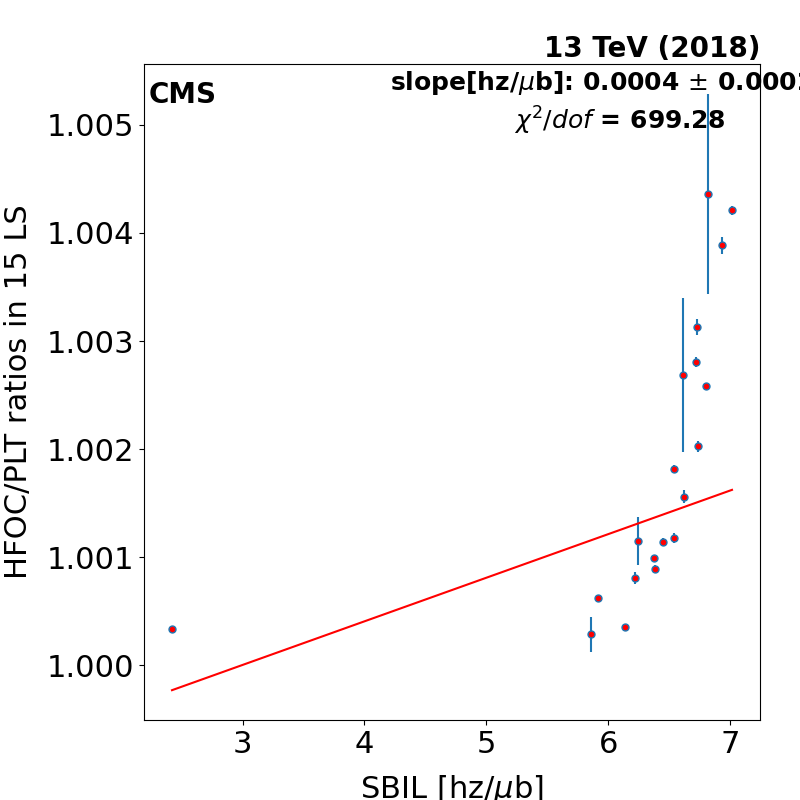 13 TeV (2018)
CMS
slope[hz/μb]: 0.0004 ± 0.000
χ²/dof = 699.28
HFOC/PLT ratios in 15 LS
1.005
1.004
1.003
1.002
1.001
1.000
3 4 5 6 7
SBIL [hz/μb]